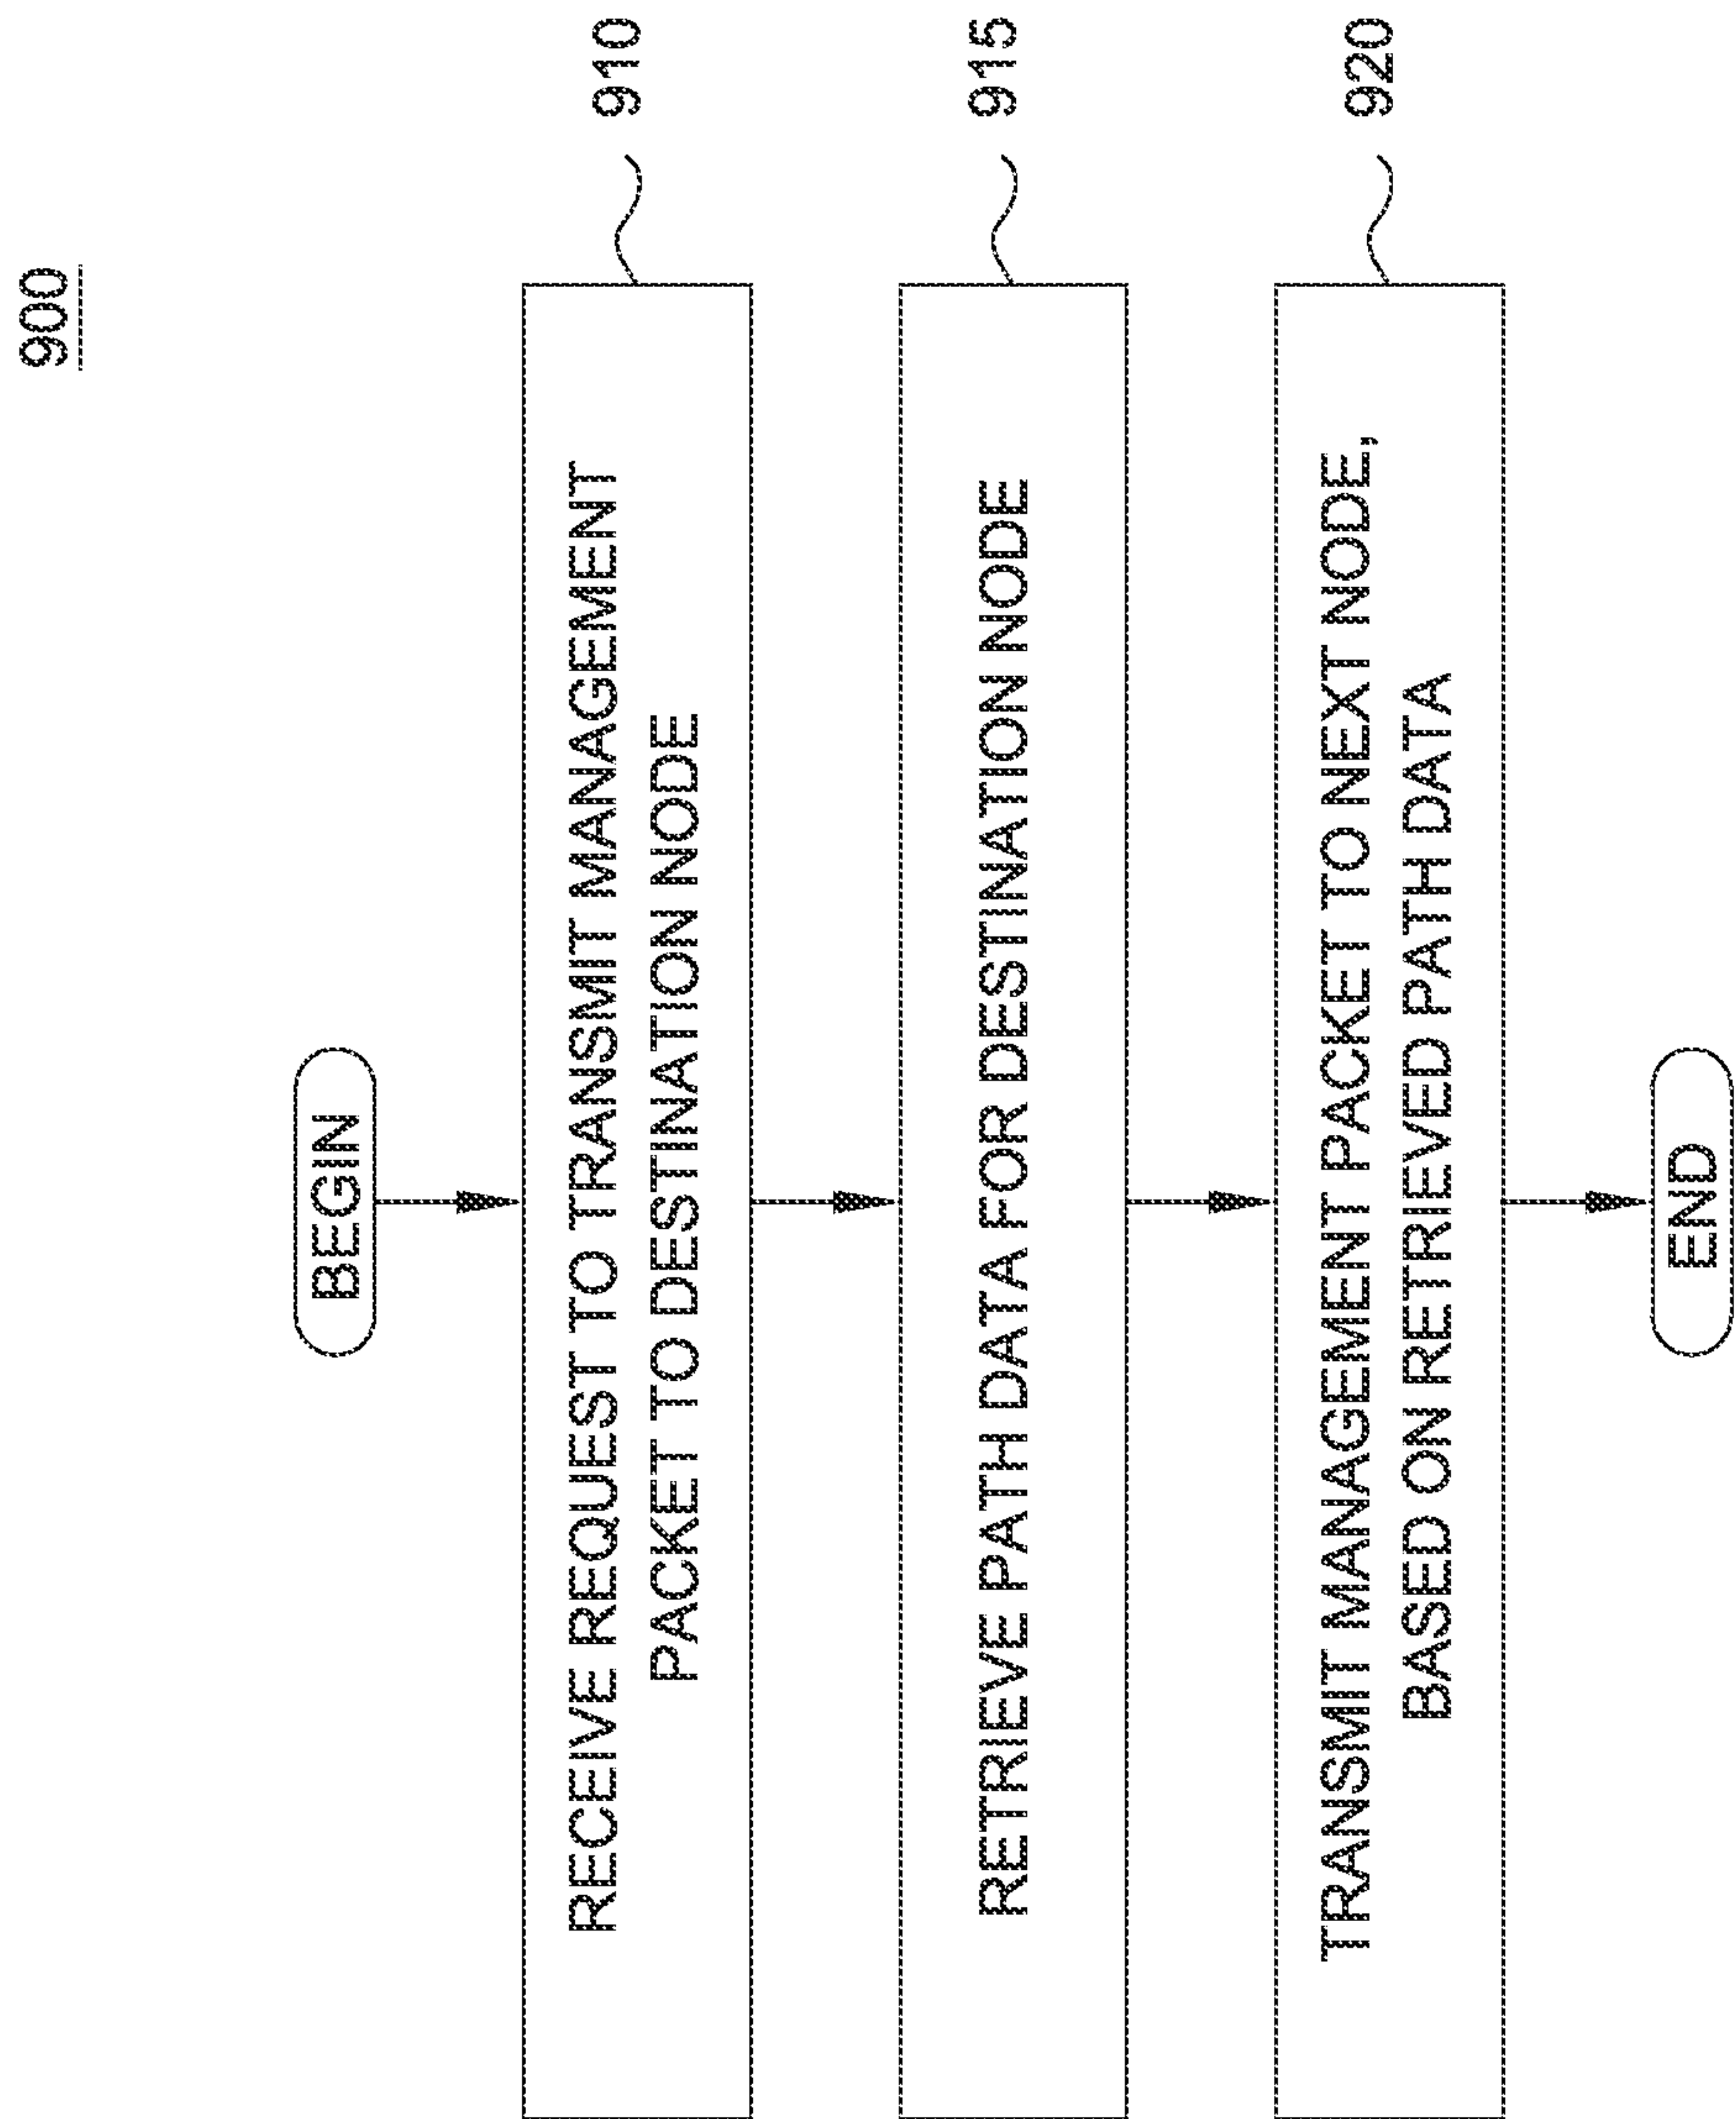 900
BEGIN
RECEIVE REQUEST TO TRANSMIT MANAGEMENT
PACKET TO DESTINATION NODE
910
RETRIEVE PATH DATA FOR DESTINATION NODE
915
TRANSMIT MANAGEMENT PACKET TO NEXT NODE,
BASED ON RETRIEVED PATH DATA
920
END